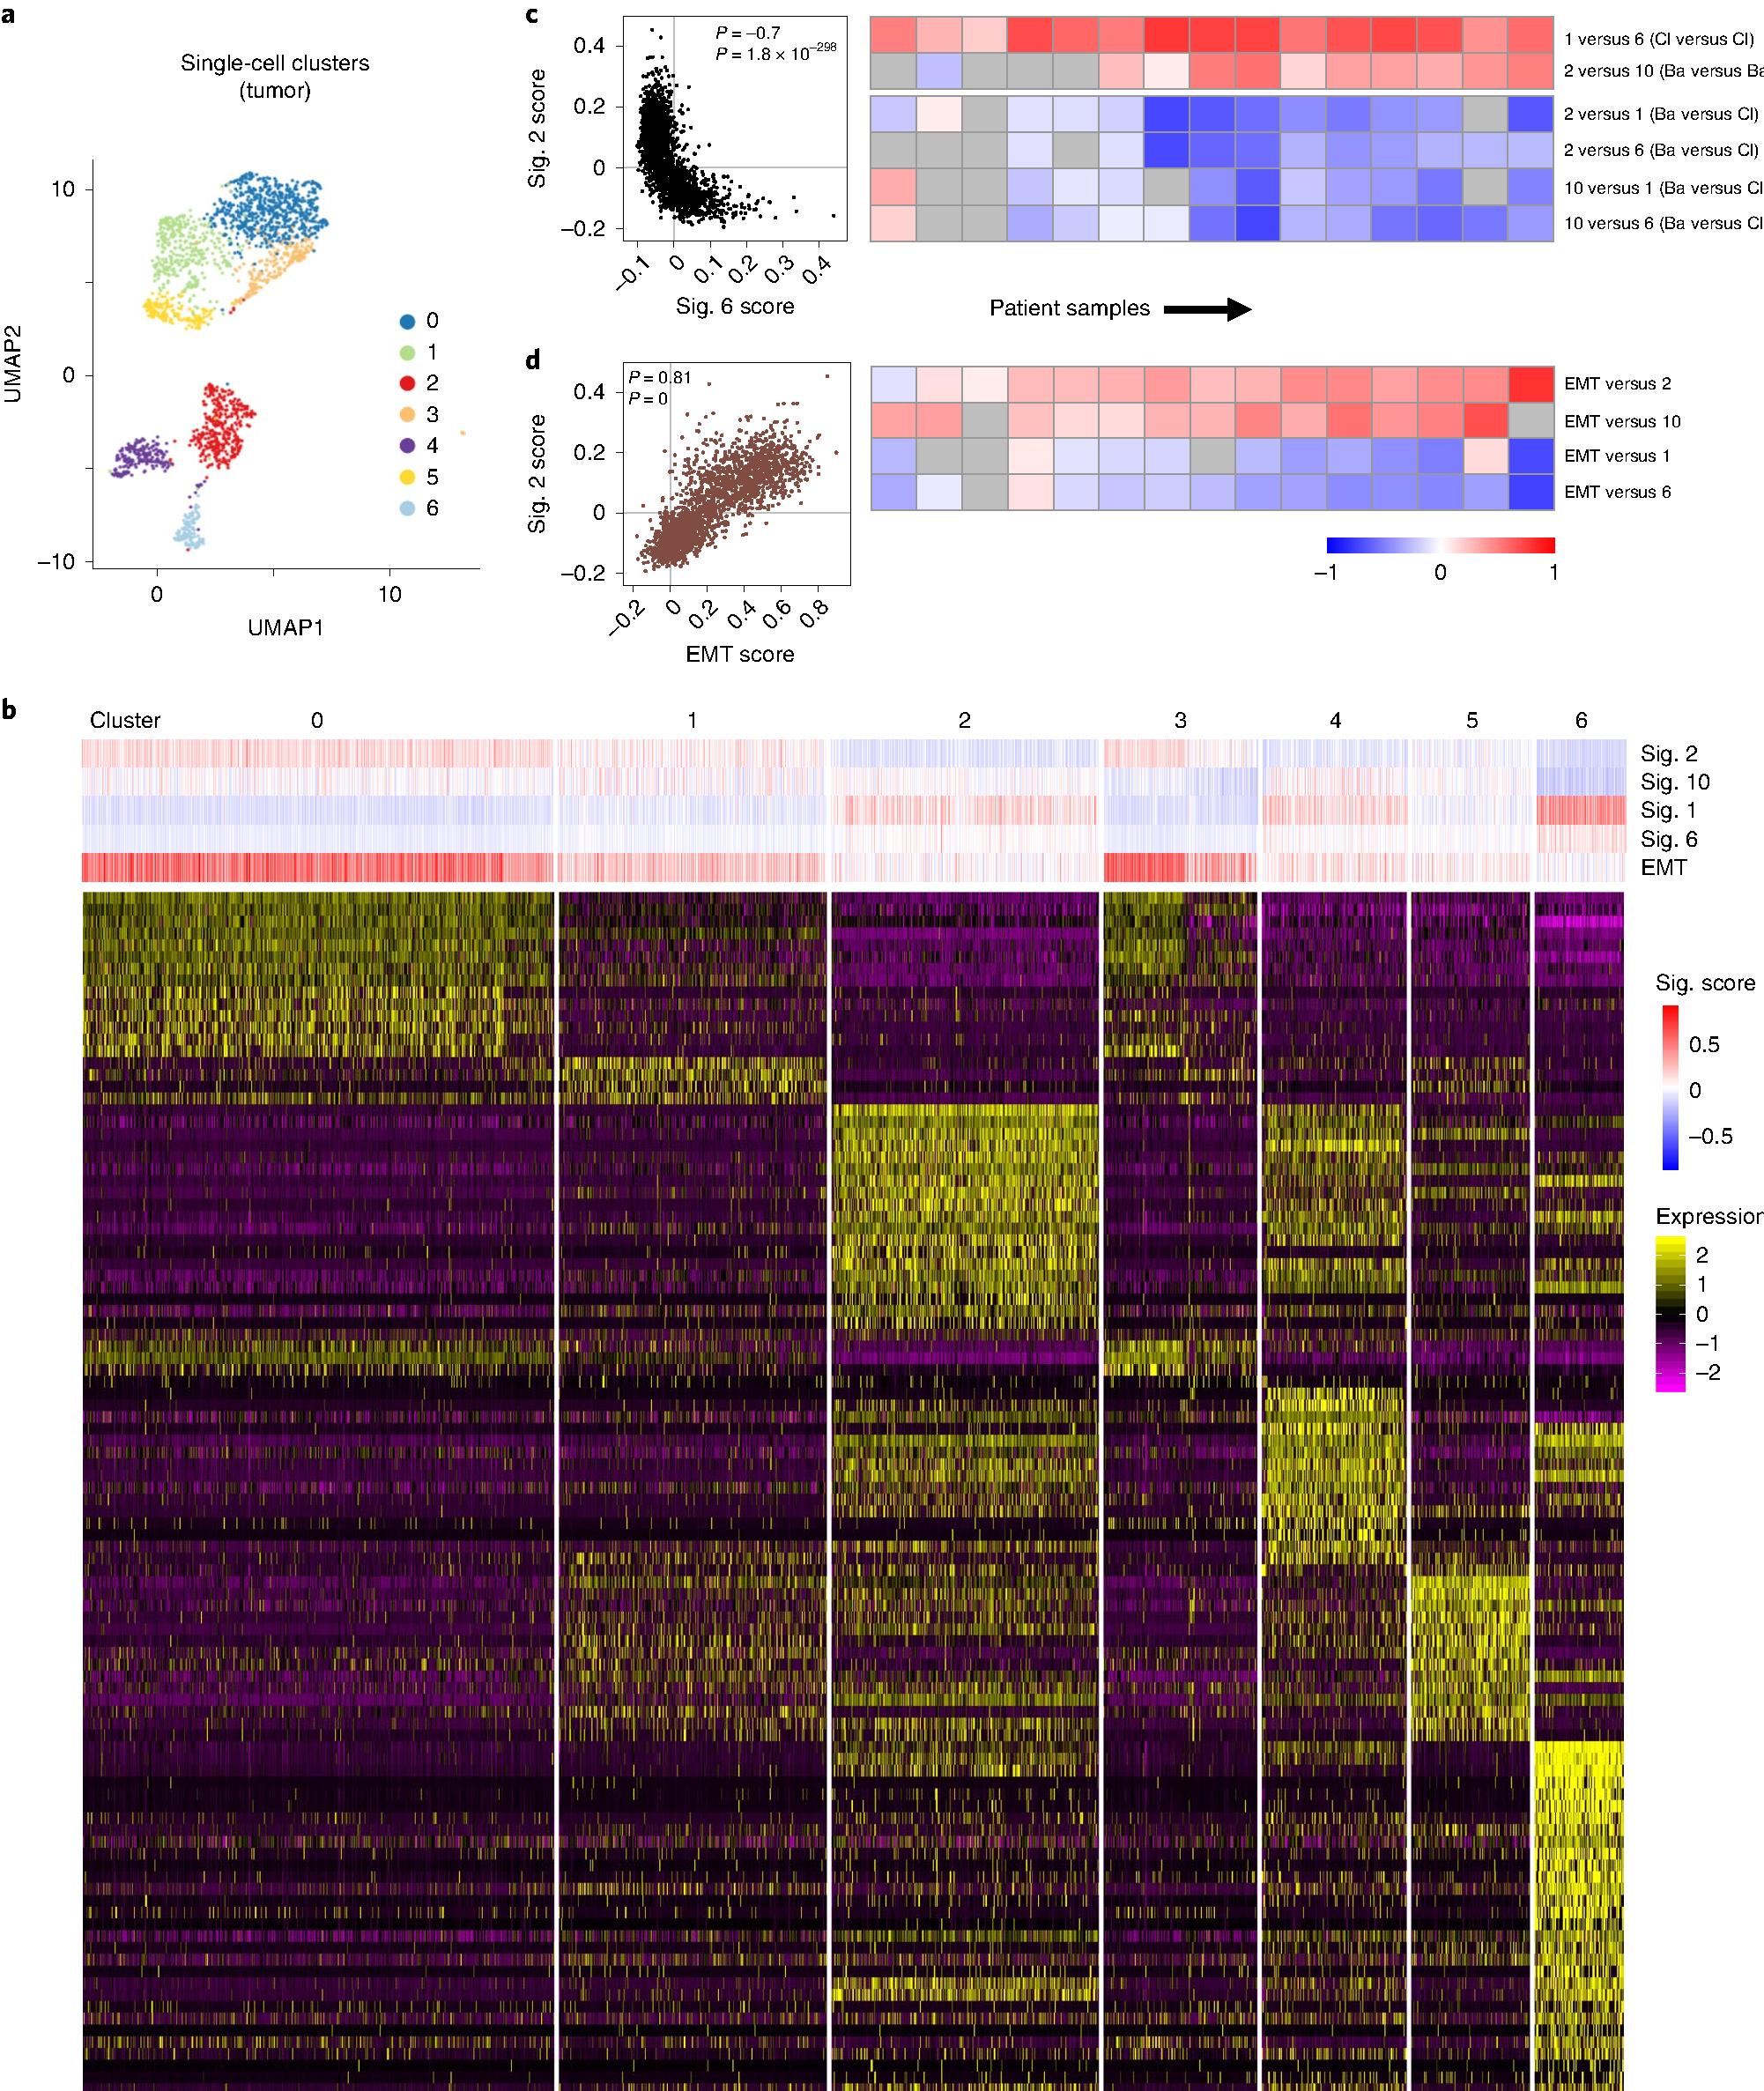 a
Single-cell clusters
(tumor)
UMAP2
10
0
−10
0
10
UMAP1
0
1
2
3
4
5
6
c
Sig. 2 score
0.4
0.2
0
−0.2
P = −0.7
P = 1.8 × 10−298
−0.1
0
0.1
0.2
0.3
0.4
Sig. 6 score
1 versus 6 (Cl versus Cl)
2 versus 10 (Ba versus Ba
2 versus 1 (Ba versus Cl)
2 versus 6 (Ba versus Cl)
10 versus 1 (Ba versus Cl
10 versus 6 (Ba versus Cl
Patient samples
d
Sig. 2 score
0.4
0.2
0
−0.2
P = 0.81
P = 0
−0.2
0
0.2
0.4
0.6
0.8
EMT score
EMT versus 2
EMT versus 10
EMT versus 1
EMT versus 6
−1
0
1
b
Cluster 0 1 2 3 4 5 6
Sig. 2
Sig. 10
Sig. 1
Sig. 6
EMT
Sig. score
0.5
0
−0.5
Expression
2
1
0
−1
−2